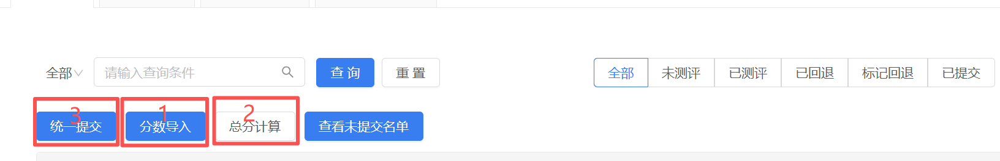 全部 请输入查询条件 查询 重置 全部 未测评 已测评 已回退 标记回退 已提交
3 1 2
统一提交 分数导入 总分计算 查看未提交名单